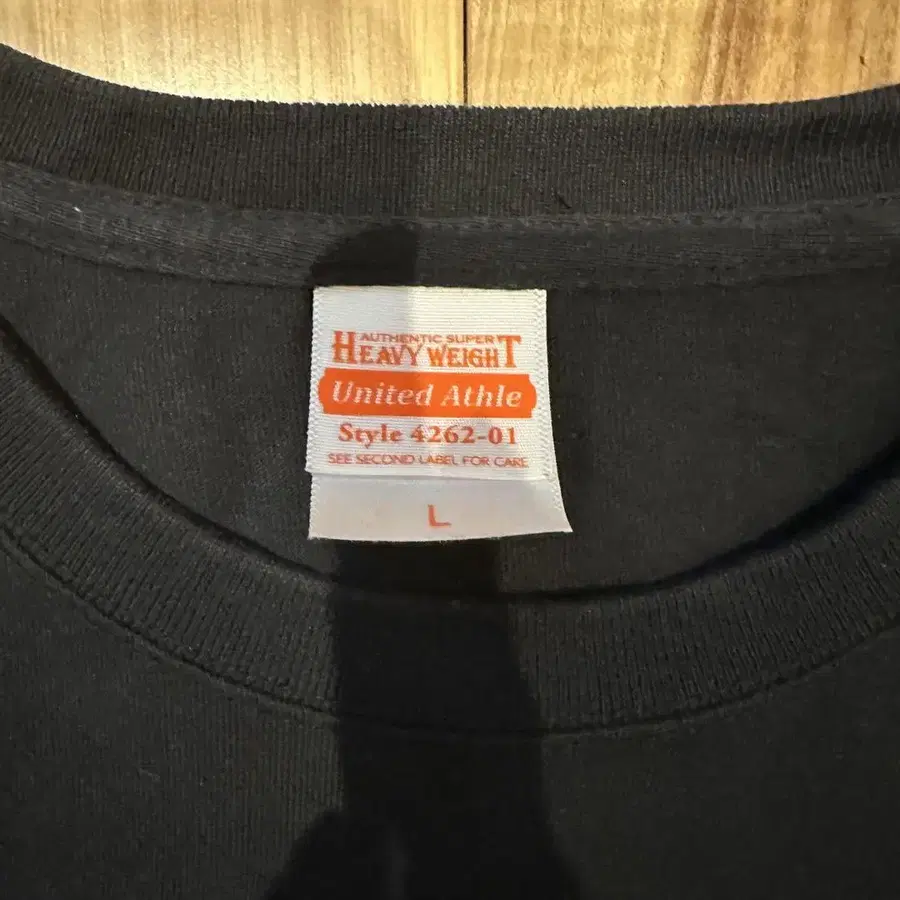 AUTHENTIC SUPER
HEAVY WEIGHT
United Athle
Style 4262-01
SEE SECOND LABEL FOR CARE
L